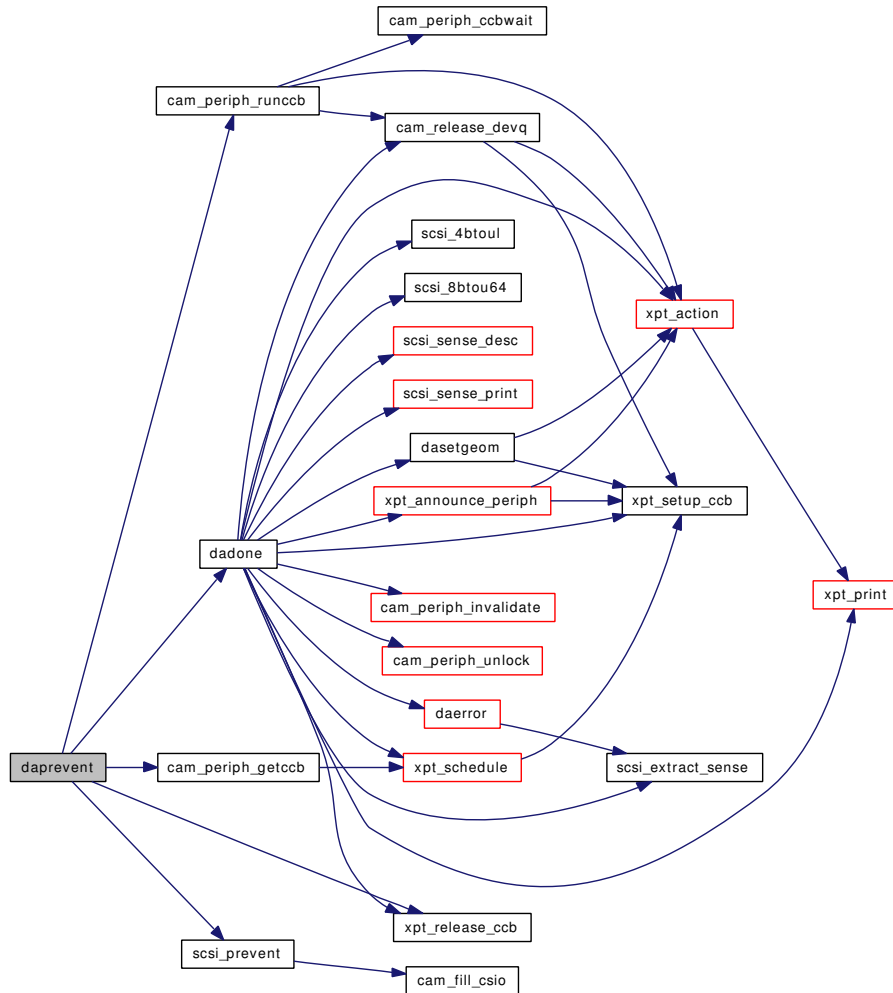 cam_periph_ccbwait
cam_periph_runccb
cam_release_devq
scsi_4btoul
scsi_8btou64
xpt_action
scsi_sense_desc
scsi_sense_print
dasetgeom
xpt_announce_periph
xpt_setup_ccb
dadone
xpt_print
cam_periph_invalidate
cam_periph_unlock
daerror
daprevent
cam_periph_getccb
xpt_schedule
scsi_extract_sense
xpt_release_ccb
scsi_prevent
cam_fill_csio